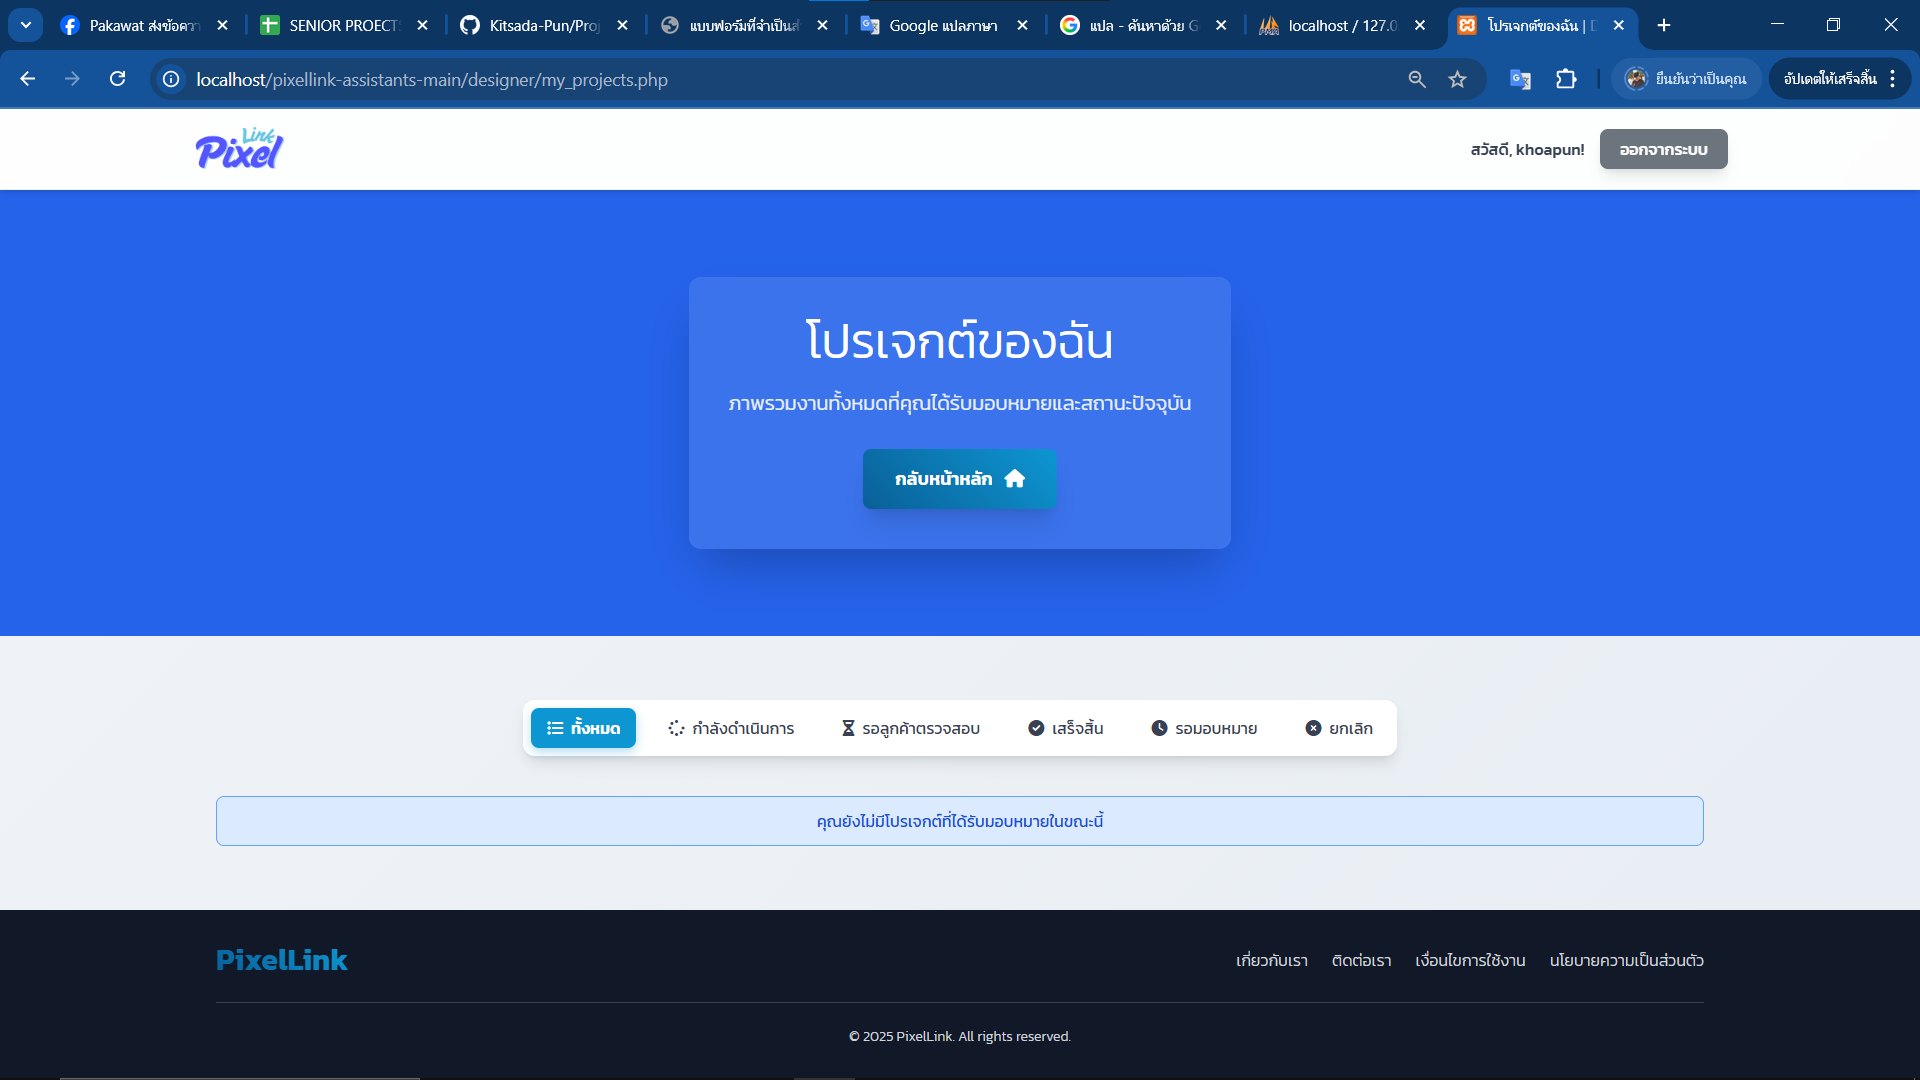 Pakawat ส่งข้อควา
SENIOR PROECTS
Kitsada-Pun/Proj
แบบฟอร์มที่จำเป็นส
Google แปลภาษา
แปล - ค้นหาด้วย G
localhost / 127.0
โปรเจกต์ของฉัน | D
localhost/pixellink-assistants-main/designer/my_projects.php
ยืนยันว่าเป็นคุณ
อัปเดตให้เสร็จสิ้น
Link
Pixel
สวัสดี, khoapun!
ออกจากระบบ
โปรเจกต์ของฉัน
ภาพรวมงานทั้งหมดที่คุณได้รับมอบหมายและสถานะปัจจุบัน
กลับหน้าหลัก
ทั้งหมด
กำลังดำเนินการ
รอลูกค้าตรวจสอบ
เสร็จสิ้น
รอมอบหมาย
ยกเลิก
คุณยังไม่มีโปรเจกต์ที่ได้รับมอบหมายในขณะนี้
PixelLink
เกี่ยวกับเรา
ติดต่อเรา
เงื่อนไขการใช้งาน
นโยบายความเป็นส่วนตัว
© 2025 PixelLink. All rights reserved.